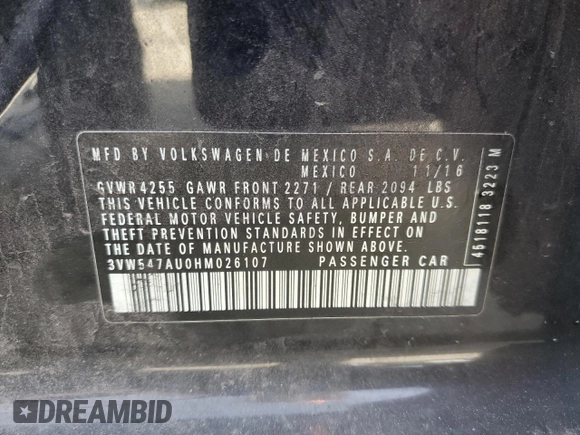 MFD BY VOLKSWAGEN DE MEXICO S.A. DE C.V.
MEXICO 11/16
GVWR 4255 GAWR FRONT 2271 / REAR 2094 LBS
THIS VEHICLE CONFORMS TO ALL APPLICABLE U.S.
FEDERAL MOTOR VEHICLE SAFETY, BUMPER AND
THEFT PREVENTION STANDARDS IN EFFECT ON
THE DATE OF MANUFACTURE SHOWN ABOVE.
3VW547AU0HM026107 PASSENGER CAR
4518118 3223 M
DREAMBID